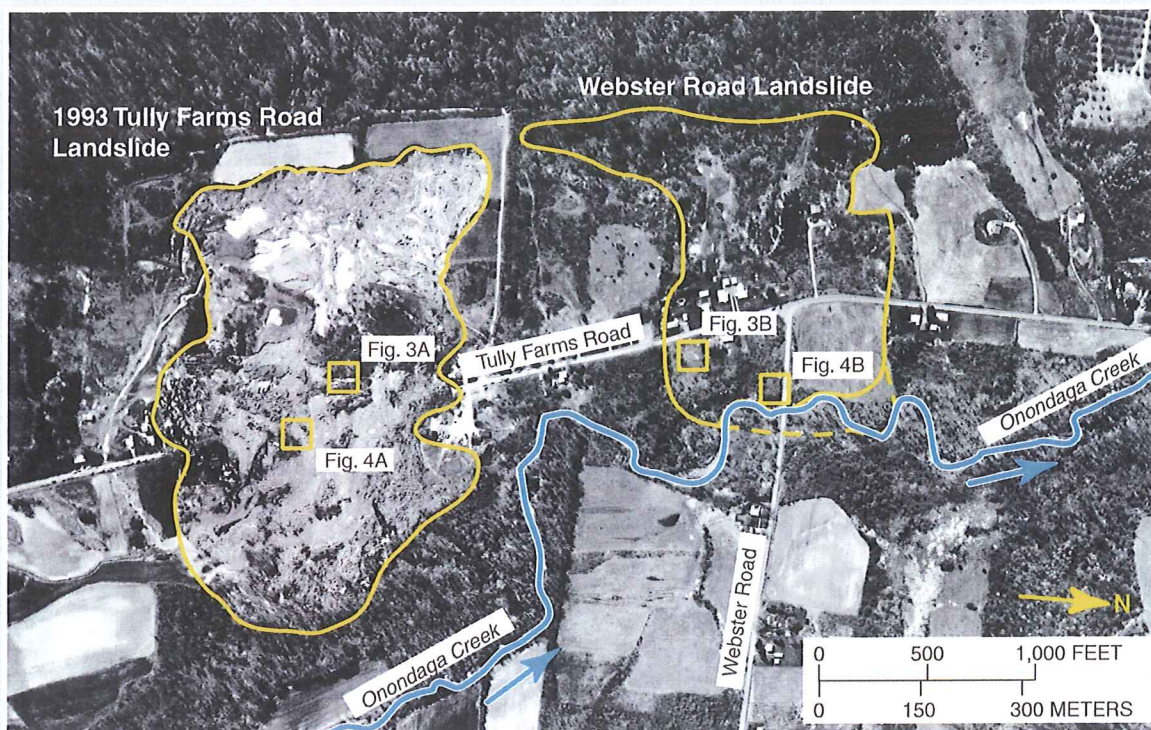 1993 Tully Farms Road
Landslide
Webster Road Landslide
Fig. 3A
Tully Farms Road
Fig. 3B
Fig. 4B
Fig. 4A
Onondaga Creek
Onondaga Creek
Webster Road
N
0 500 1,000 FEET
0 150 300 METERS